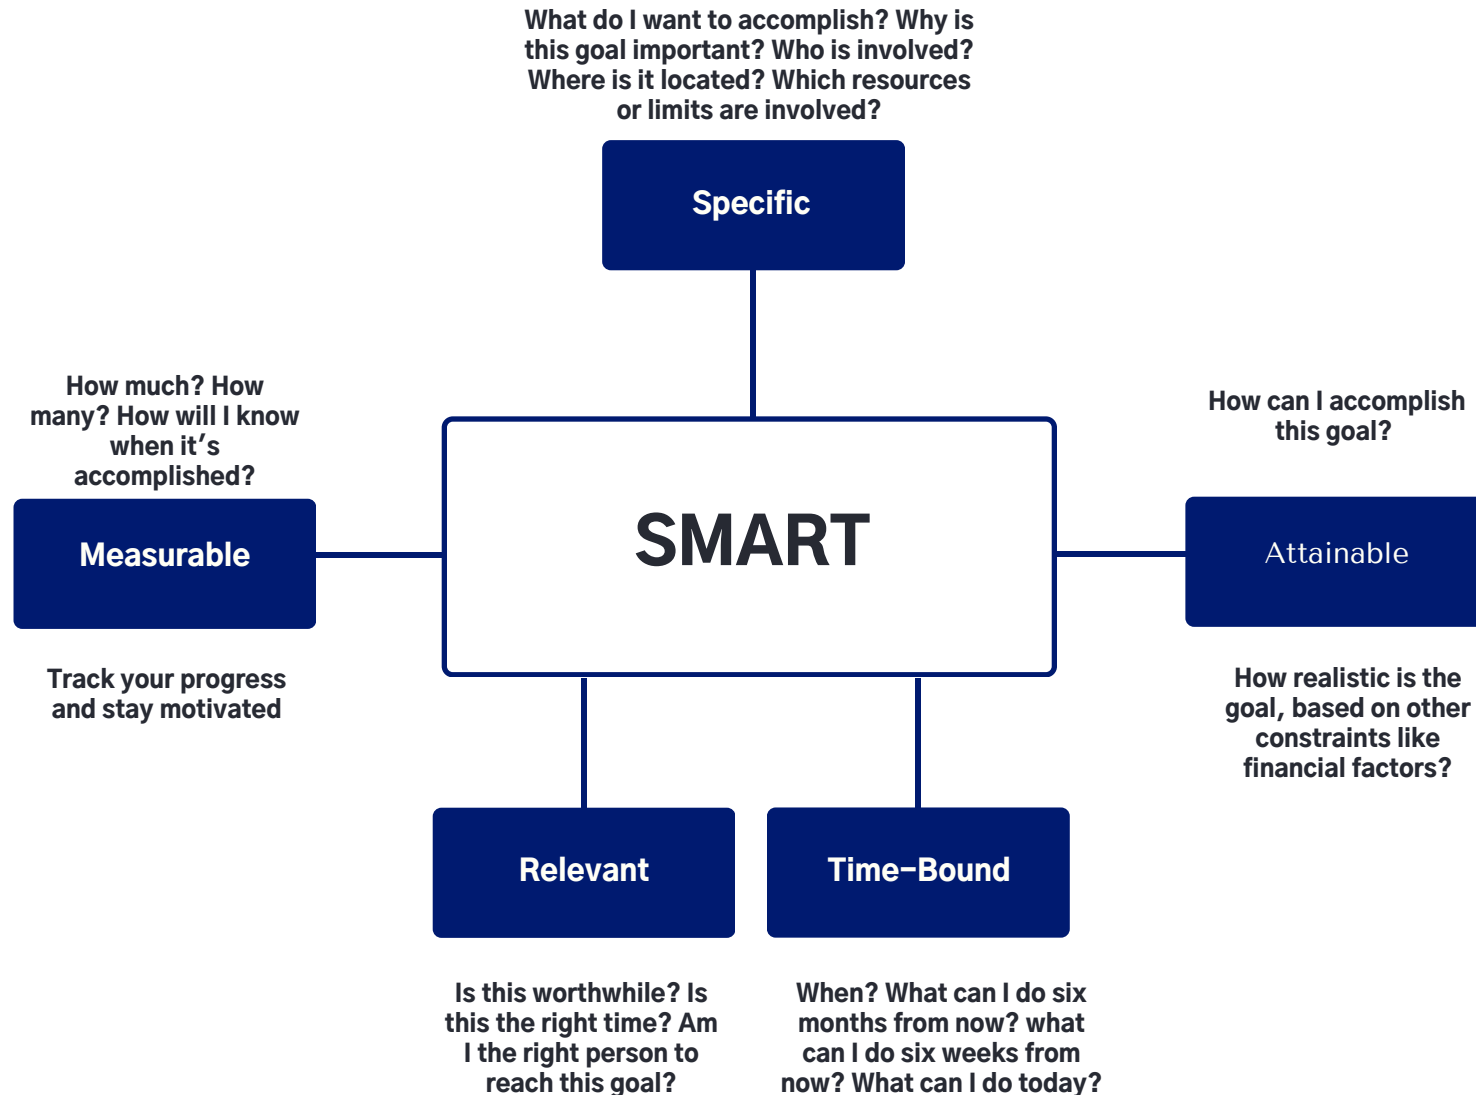 What do I want to accomplish? Why is
this goal important? Who is involved?
Where is it located? Which resources
or limits are involved?
Specific
How much? How
many? How will I know
when it's
accomplished?
Measurable
Track your progress
and stay motivated
SMART
How can I accomplish
this goal?
Attainable
How realistic is the
goal, based on other
constraints like
financial factors?
Relevant
Is this worthwhile? Is
this the right time? Am
I the right person to
reach this goal?
Time-Bound
When? What can I do six
months from now? what
can I do six weeks from
now? What can I do today?